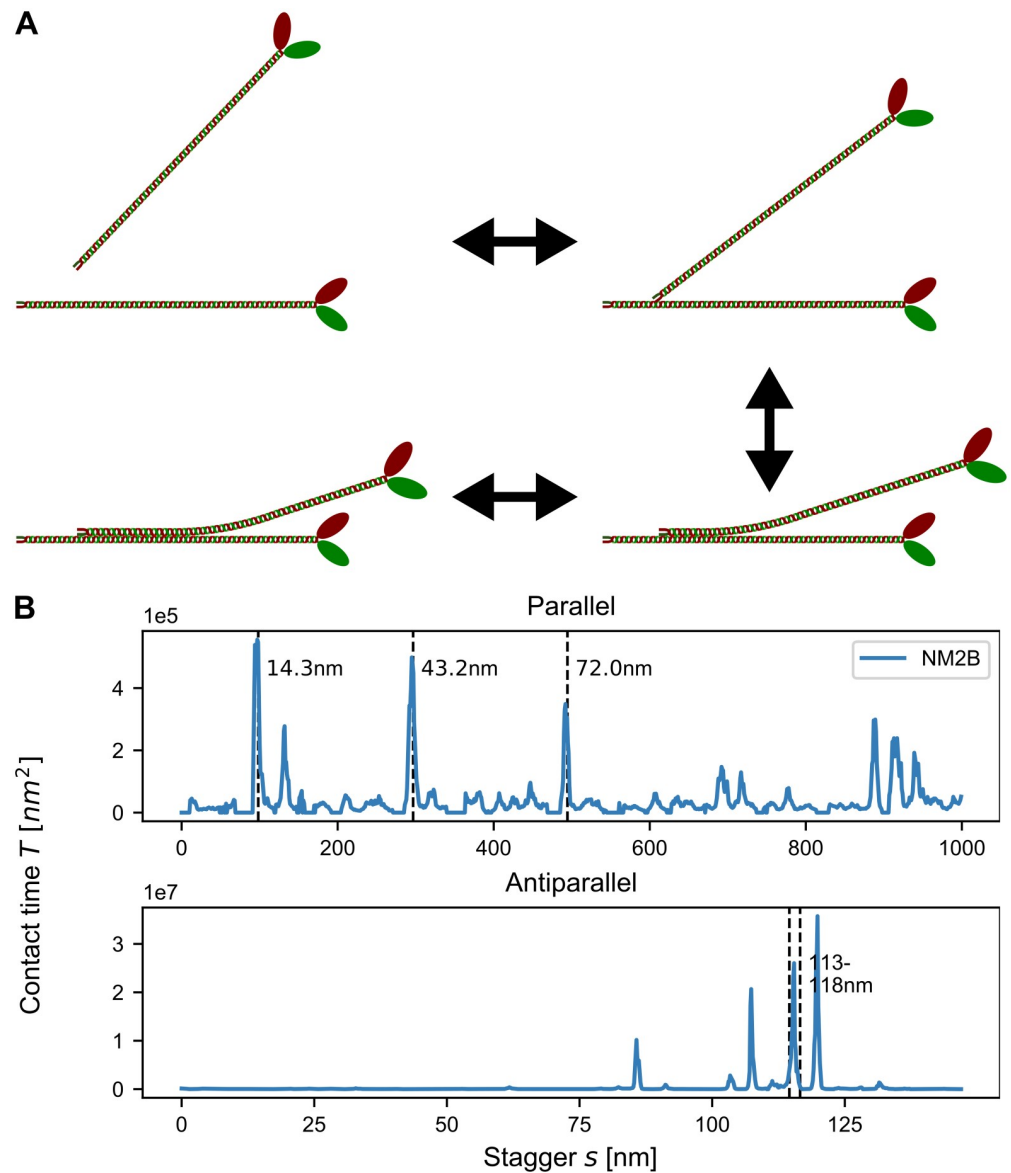 A
B
Parallel
1e5
NM2B
14.3nm
43.2nm
72.0nm
4
2
0
0 200 400 600 800 1000
Antiparallel
1e7
113-
118nm
3
2
1
0
0 25 50 75 100 125
Contact time T [nm²]
Stagger s [nm]